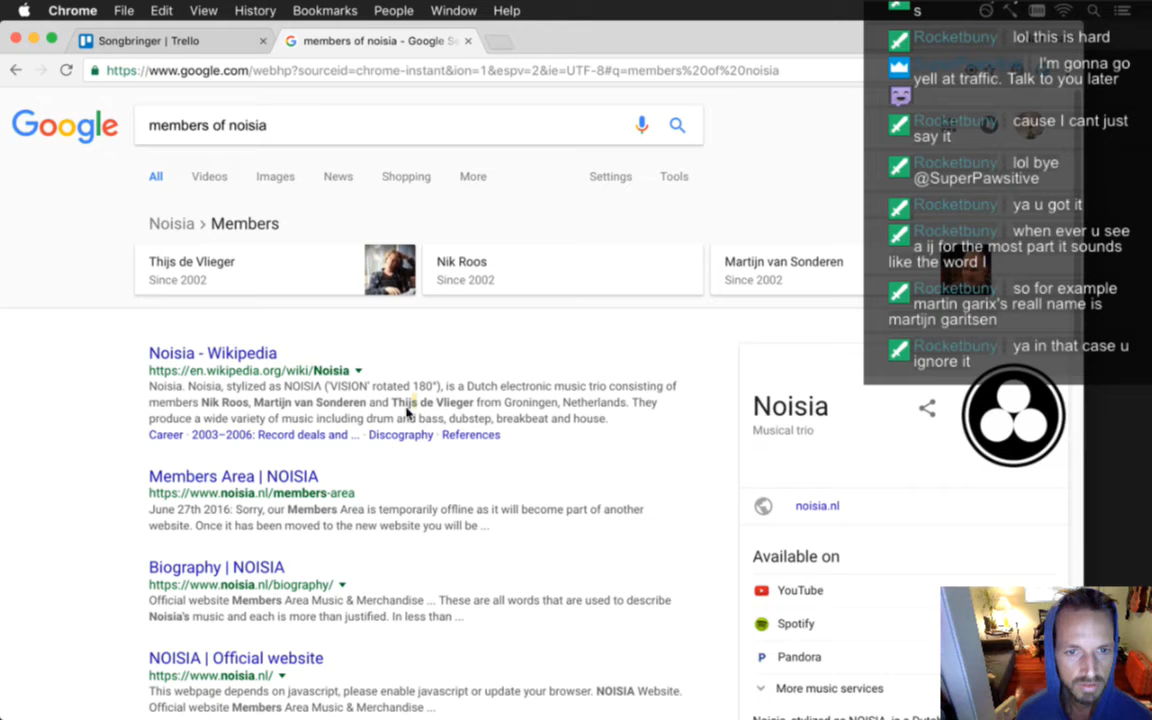 Chrome File Edit View History Bookmarks People Window Help
Songbringer | Trello
members of noisia - Google Se
https://www.google.com/webhp?sourceid=chrome-instant&ion=1&espv=2&ie=UTF-8#q=members%20of%20noisia
Google
members of noisia
All Videos Images News Shopping More Settings Tools
Noisia > Members
Thijs de Vlieger
Since 2002
Nik Roos
Since 2002
Martijn van Sonderen
Since 2002
Noisia - Wikipedia
https://en.wikipedia.org/wiki/Noisia
Noisia. Noisia, stylized as NOISIΛ ('VISION' rotated 180°), is a Dutch electronic music trio consisting of
members Nik Roos, Martijn van Sonderen and Thijs de Vlieger from Groningen, Netherlands. They
produce a wide variety of music including drum and bass, dubstep, breakbeat and house.
Career · 2003–2006: Record deals and ... · Discography · References
Members Area | NOISIA
https://www.noisia.nl/members-area
June 27th 2016: Sorry, our Members Area is temporarily offline as it will become part of another
website. Once it has been moved to the new website you will be ...
Biography | NOISIA
https://www.noisia.nl/biography/
Official website Members Area Music & Merchandise ... These are all words that are used to describe
Noisia's music and each is more than justified. In less than ...
NOISIA | Official website
https://www.noisia.nl/
This webpage depends on javascript, please enable javascript or update your browser. NOISIA Website.
Official website Members Area Music & Merchandise ...
Noisia
Musical trio
noisia.nl
Available on
YouTube
Spotify
Pandora
More music services
s
Rocketbuny lol this is hard
I'm gonna go
yell at traffic. Talk to you later
Rocketbuny cause I cant just
say it
Rocketbuny lol bye
@SuperPawsitive
Rocketbuny ya u got it
Rocketbuny when ever u see
a ij for the most part it sounds
like the word I
Rocketbuny so for example
martin garix's reall name is
martijn garitsen
Rocketbuny ya in that case u
ignore it